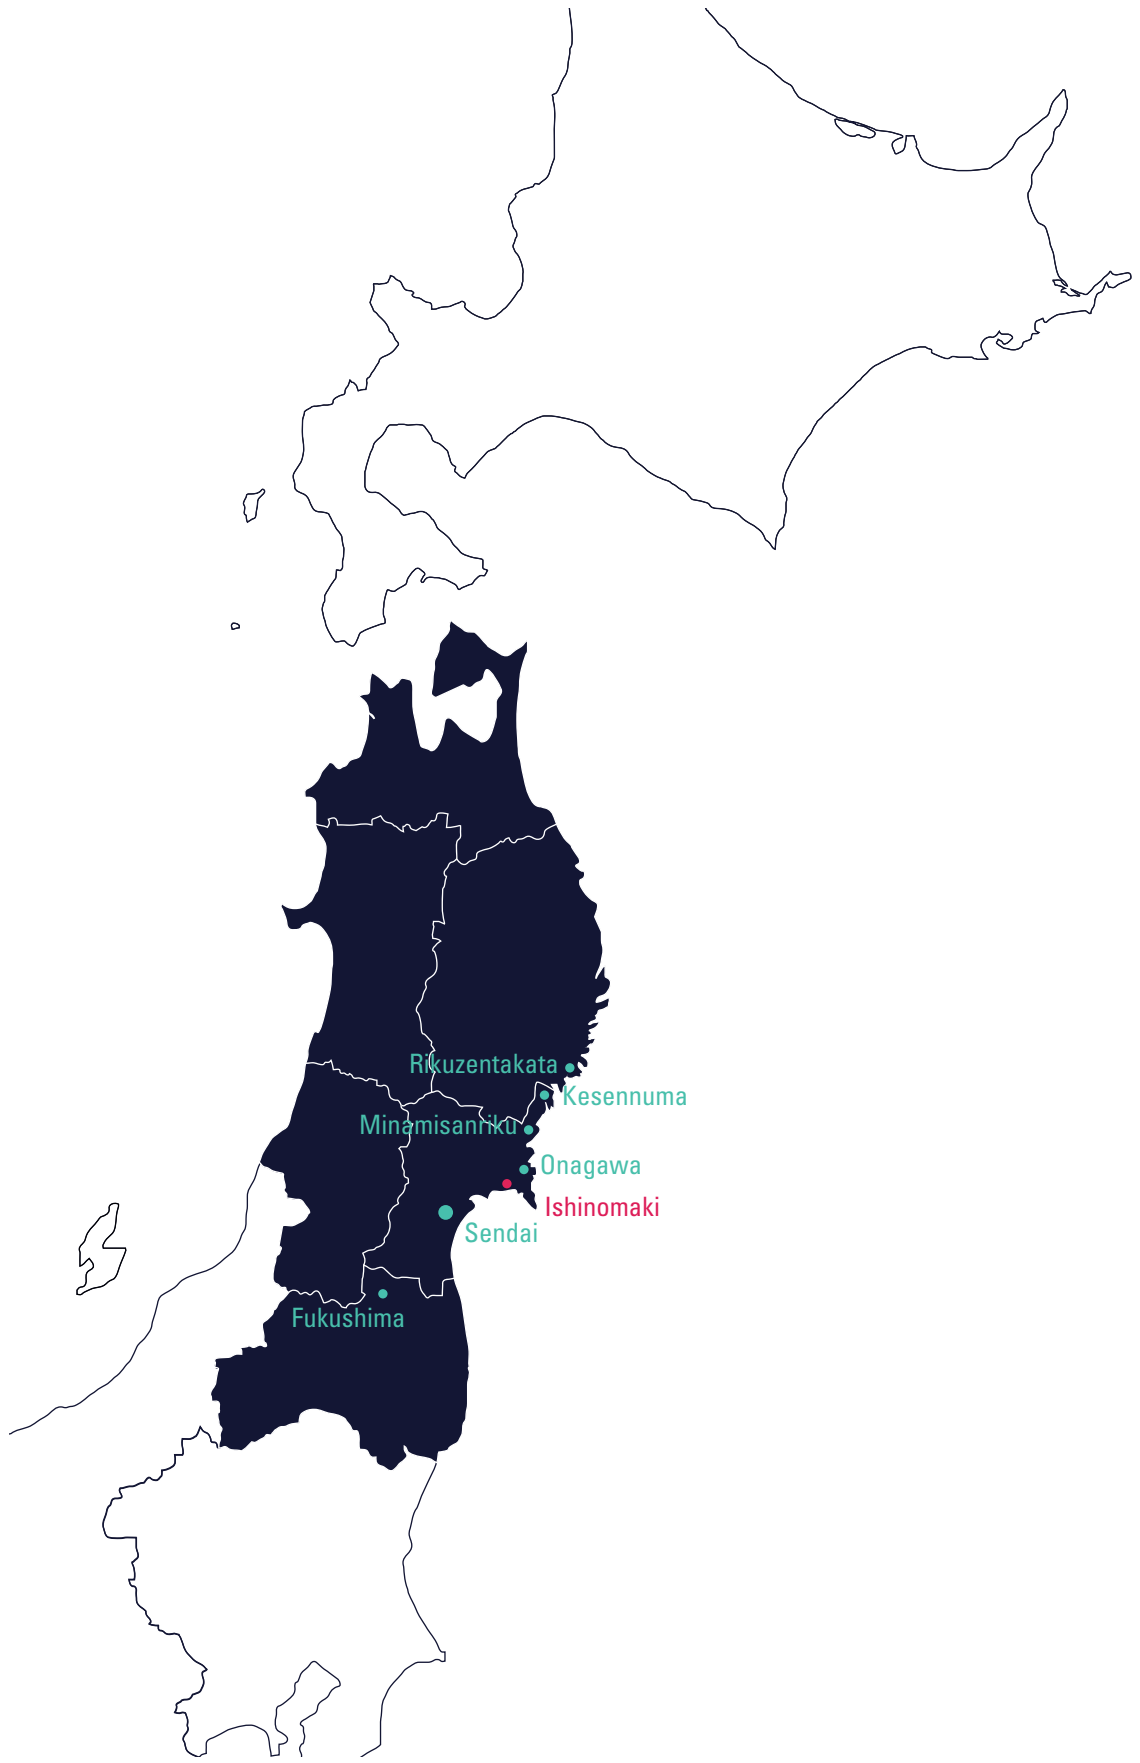 Rikuzentakata
Kesennuma
Minamisanriku
Onagawa
Ishinomaki
Sendai
Fukushima